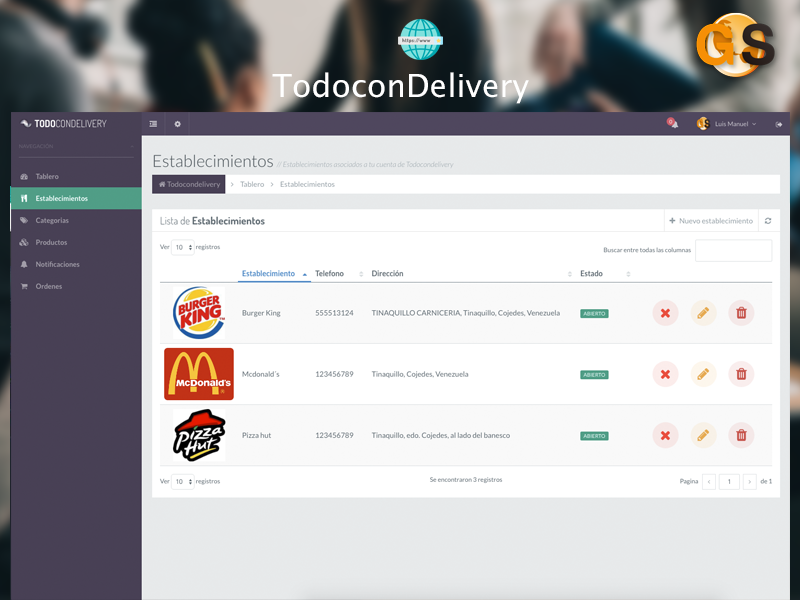 https://www
GS
TodoconDelivery
TODOCONDELIVERY
0
Luis Manuel
NAVEGACION
Tablero
Establecimientos
Categorias
Productos
Notificaciones
Ordenes
Establecimientos // Establecimientos asociados a tu cuenta de Todocondelivery
Todocondelivery > Tablero > Establecimientos
Lista de Establecimientos
+ Nuevo establecimiento
Ver 10 registros
Buscar entre todas las columnas
Establecimiento Telefono Dirección Estado
BURGER KING
Burger King 555513124 TINAQUILLO CARNICERIA, Tinaquillo, Cojedes, Venezuela ABIERTO
McDonald's
Mcdonald´s 123456789 Tinaquillo, Cojedes, Venezuela ABIERTO
Pizza Hut
Pizza hut 123456789 Tinaquillo, edo. Cojedes, al lado del banesco ABIERTO
Ver 10 registros
Se encontraron 3 registros
Pagina ‹ 1 › de 1